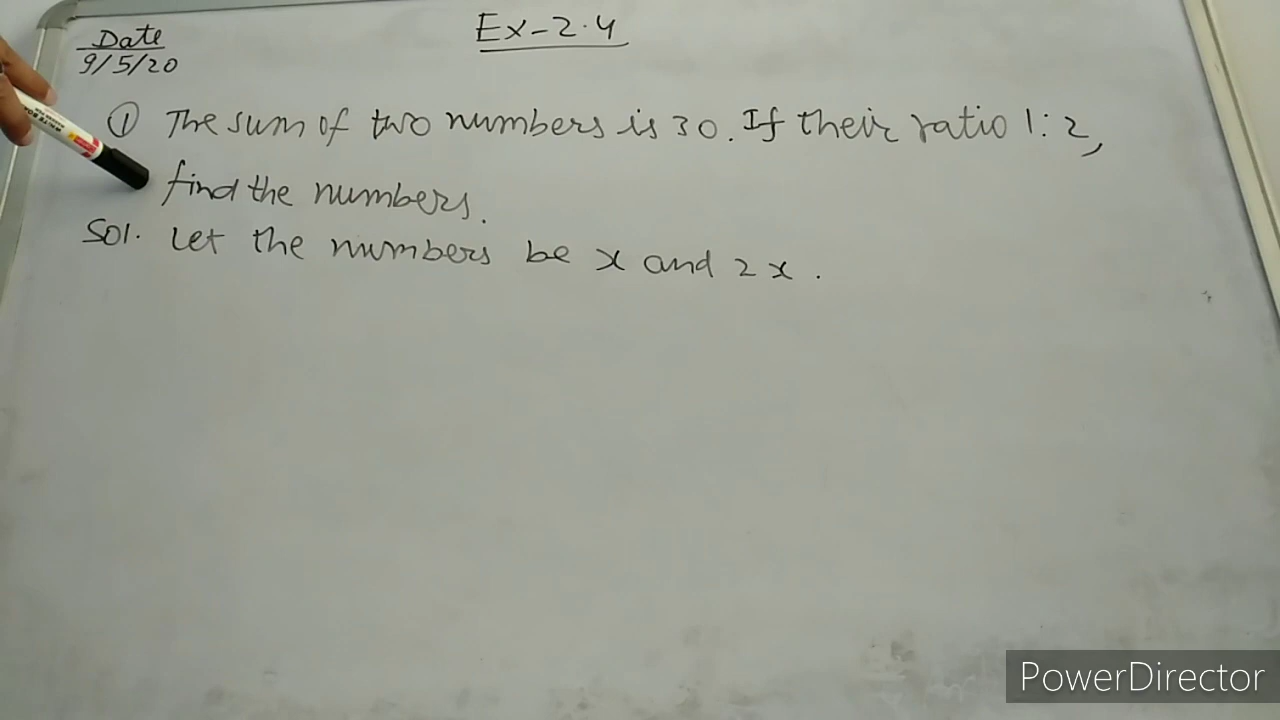 Date
9/5/20
Ex-2.4
① The sum of two numbers is 30. If their ratio 1:2,
find the numbers.
Sol. Let the numbers be x and 2x.
PowerDirector